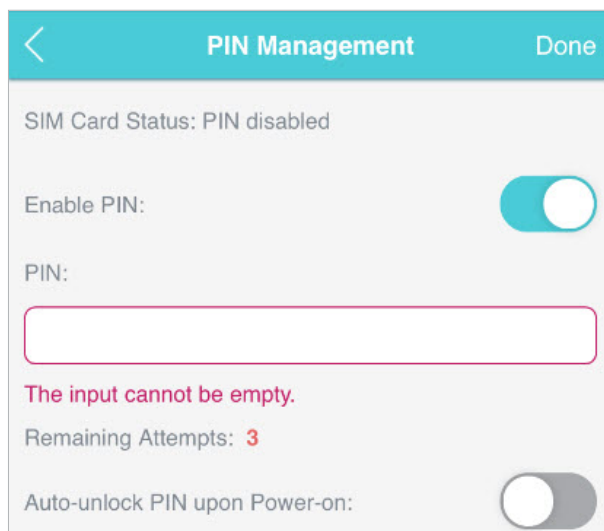 PIN Management Done
SIM Card Status: PIN disabled
Enable PIN:
PIN:
The input cannot be empty.
Remaining Attempts: 3
Auto-unlock PIN upon Power-on: